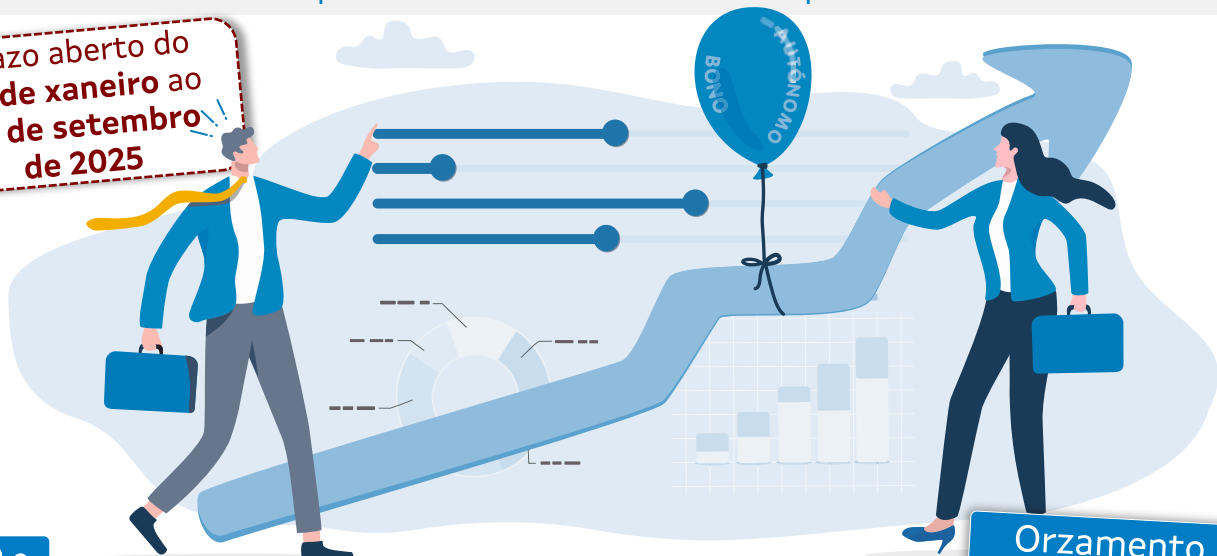 azo aberto do
de xaneiro ao
de setembro
de 2025
BONO
AUTÓNOMO
Orzamento